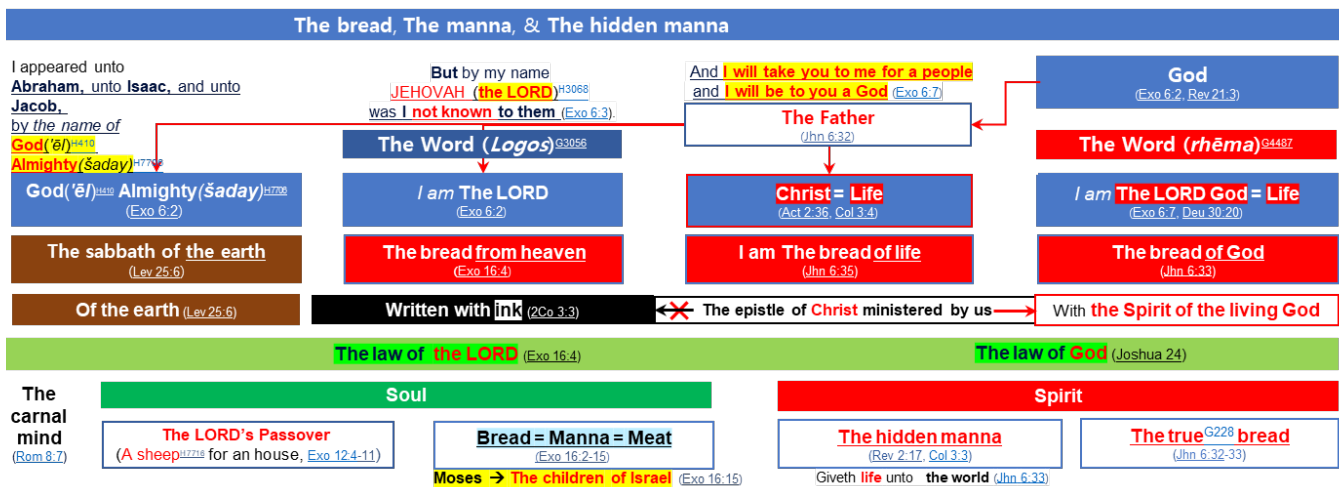 The bread, The manna, & The hidden manna
I appeared unto
Abraham, unto Isaac, and unto
Jacob,
by the name of
God('ēl)H410
Almighty(šaday)H7706
But by my name
JEHOVAH (the LORD)H3068
was I not known to them (Exo 6:3).
And I will take you to me for a people
and I will be to you a God (Exo 6:7)
God
(Exo 6:2, Rev 21:3)
The Father
(Jhn 6:32)
The Word (Logos)G3056
The Word (rhēma)G4487
God('ēl)H410 Almighty(šaday)H7706
(Exo 6:2)
I am The LORD
(Exo 6:2)
Christ = Life
(Act 2:36, Col 3:4)
I am The LORD God = Life
(Exo 6:7, Deu 30:20)
The sabbath of the earth
(Lev 25:6)
The bread from heaven
(Exo 16:4)
I am The bread of life
(Jhn 6:35)
The bread of God
(Jhn 6:33)
Of the earth (Lev 25:6)
Written with ink (2Co 3:3)
The epistle of Christ ministered by us
With the Spirit of the living God
The law of the LORD (Exo 16:4)
The law of God (Joshua 24)
The
carnal
mind
(Rom 8:7)
Soul
Spirit
The LORD's Passover
(A sheepH7716 for an house, Exo 12:4-11)
Bread = Manna = Meat
(Exo 16:2-15)
Moses → The children of Israel (Exo 16:15)
The hidden manna
(Rev 2:17, Col 3:3)
Giveth life unto the world (Jhn 6:33)
The trueG228 bread
(Jhn 6:32-33)